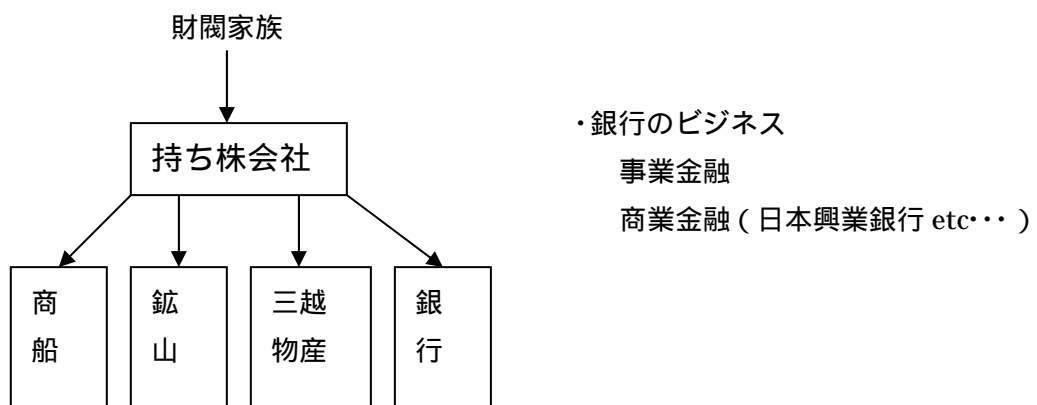 財閥家族
持ち株会社
商
船
鉱
山
三越
物産
銀
行
・銀行のビジネス
事業金融
商業金融(日本興業銀行 etc・・・)